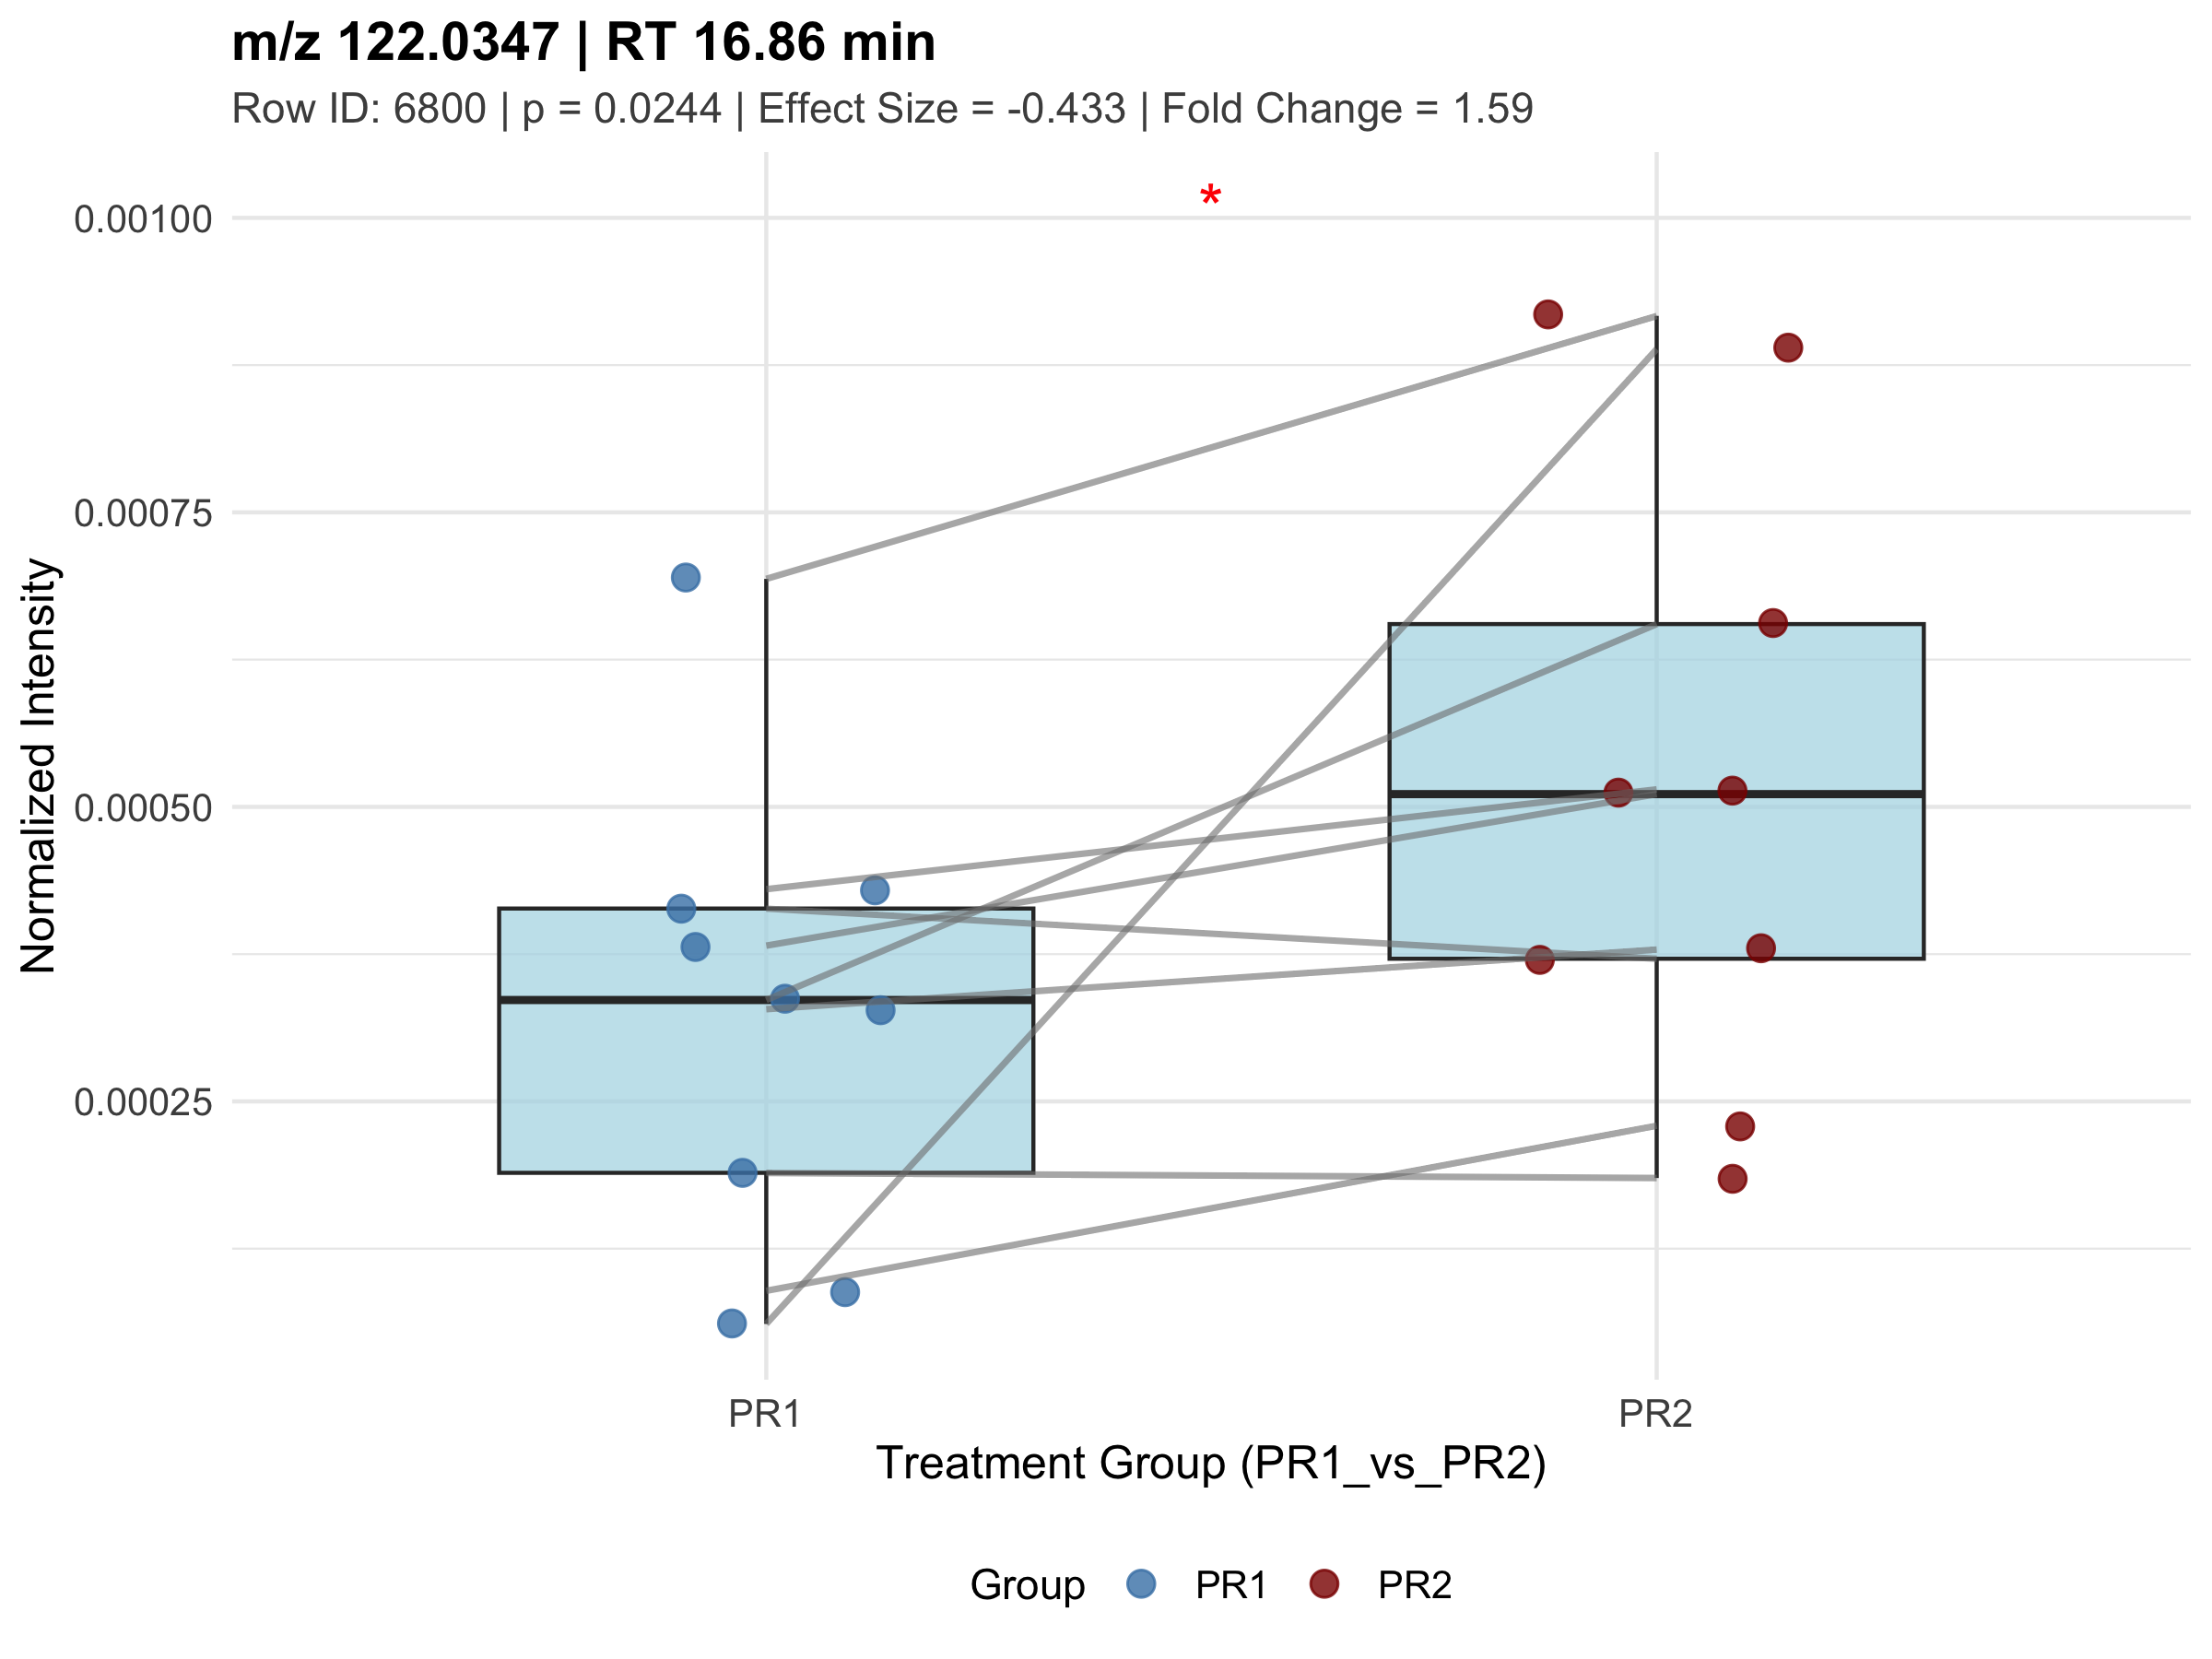 m/z 122.0347 | RT 16.86 min
Row ID: 6800 | p = 0.0244 | Effect Size = -0.433 | Fold Change = 1.59
*
0.00100
0.00075
0.00050
0.00025
Normalized Intensity
PR1
PR2
Treatment Group (PR1_vs_PR2)
Group PR1 PR2